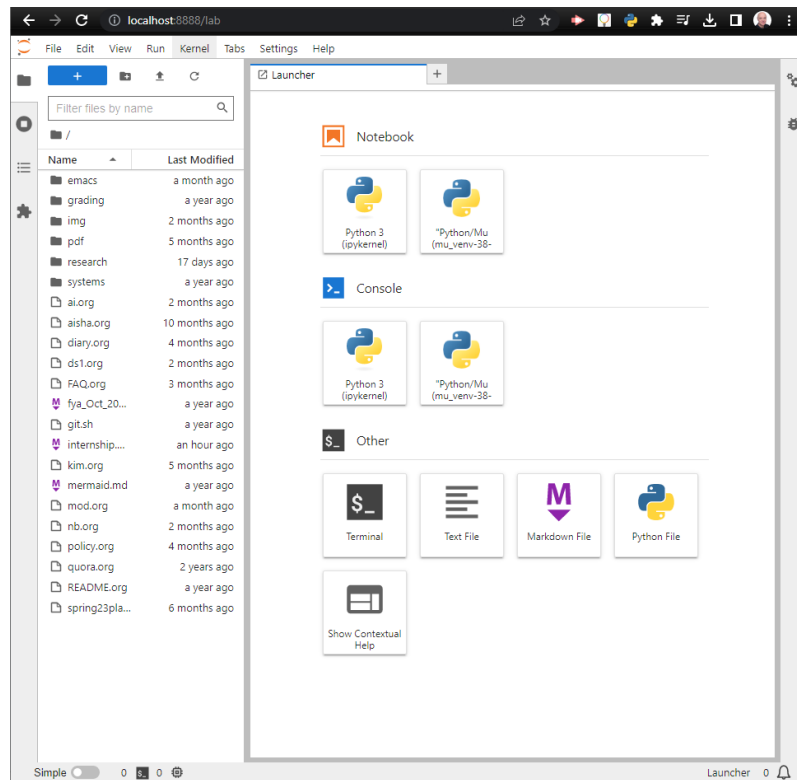 localhost:8888/lab
File Edit View Run Kernel Tabs Settings Help
+
Launcher
+
Filter files by name
/
Name Last Modified
emacs a month ago
grading a year ago
img 2 months ago
pdf 5 months ago
research 17 days ago
systems a year ago
ai.org 2 months ago
aisha.org 10 months ago
diary.org 4 months ago
ds1.org 2 months ago
FAQ.org 3 months ago
fya_Oct_20... a year ago
git.sh a year ago
internship.... an hour ago
kim.org 5 months ago
mermaid.md a year ago
mod.org a month ago
nb.org 2 months ago
policy.org 4 months ago
quora.org 2 years ago
README.org a year ago
spring23pla... 6 months ago
Notebook
Python 3
(ipykernel)
"Python/Mu
(mu_venv-38-
Console
Python 3
(ipykernel)
"Python/Mu
(mu_venv-38-
$_ Other
$_
Terminal
Text File
M
Markdown File
Python File
Show Contextual
Help
Simple 0 $_ 0 Launcher 0